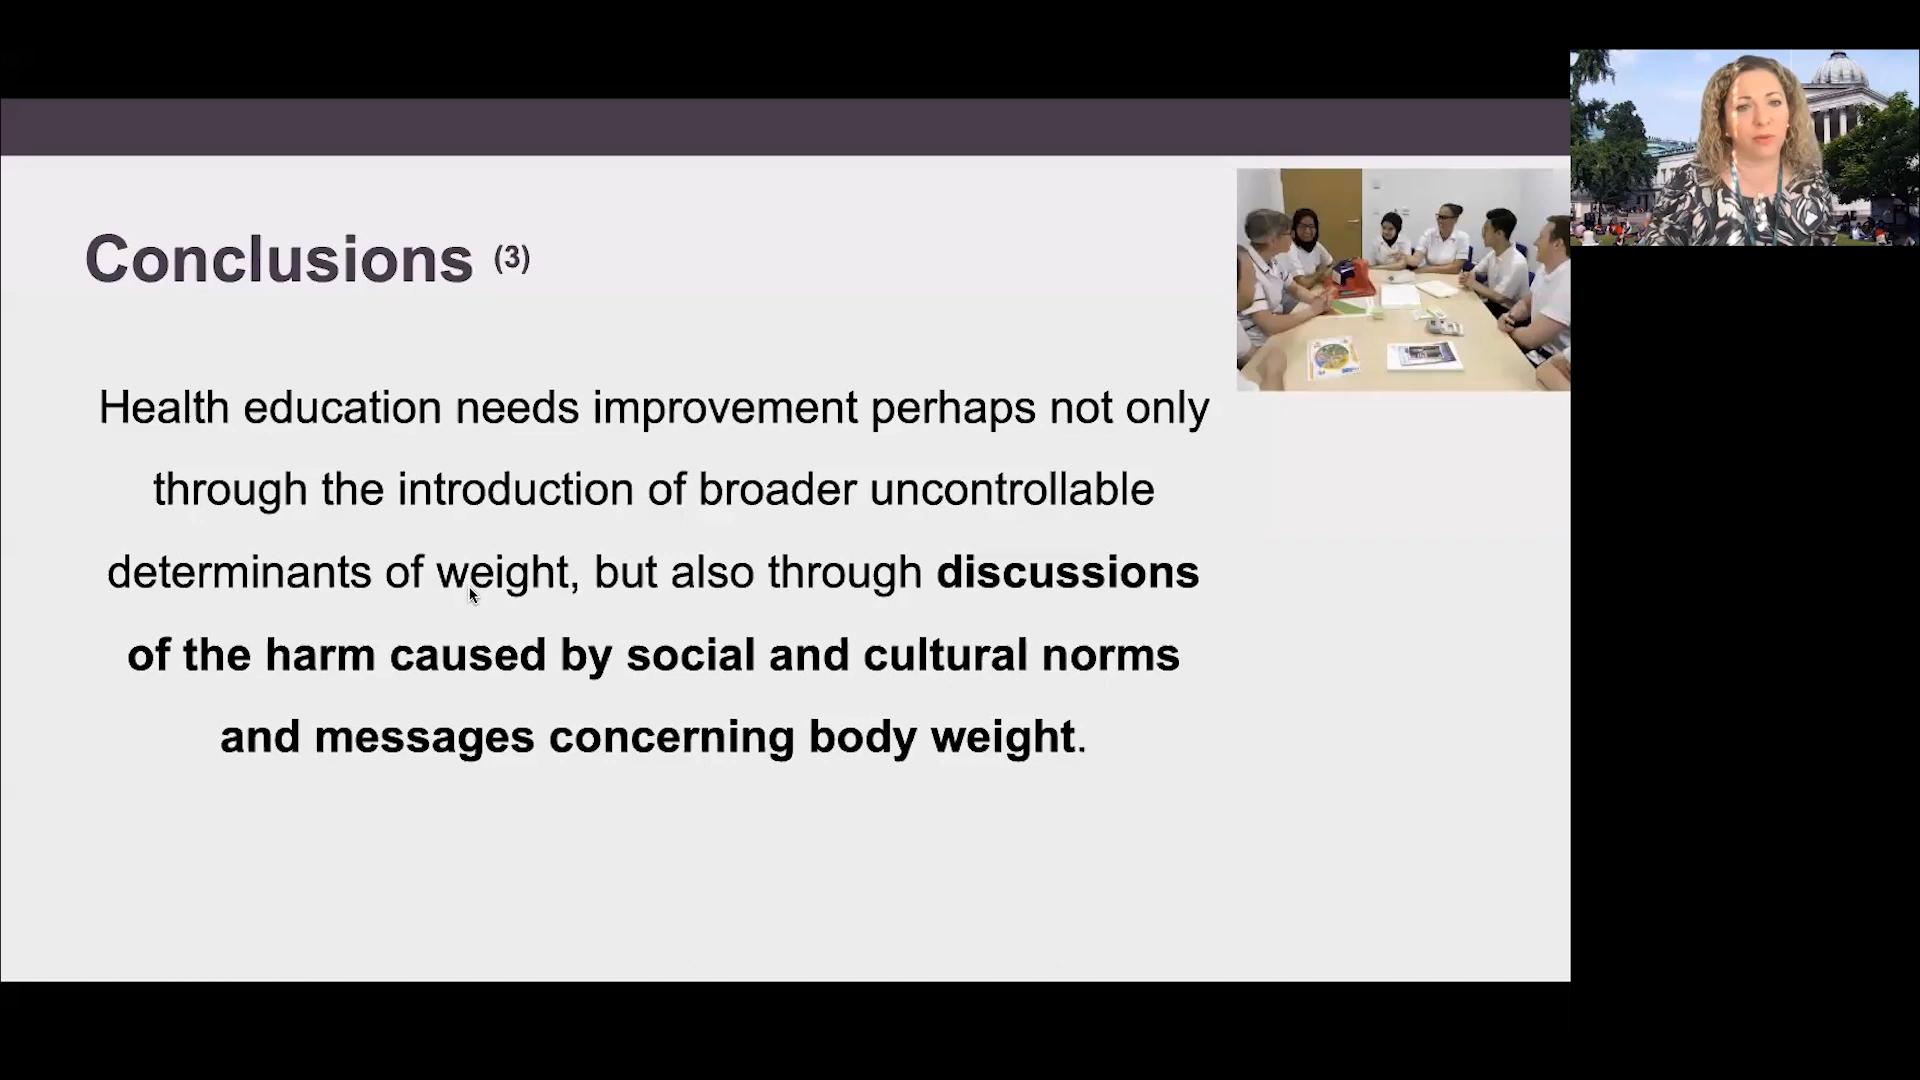 Conclusions (3)
Health education needs improvement perhaps not only
through the introduction of broader uncontrollable
determinants of weight, but also through discussions
of the harm caused by social and cultural norms
and messages concerning body weight.